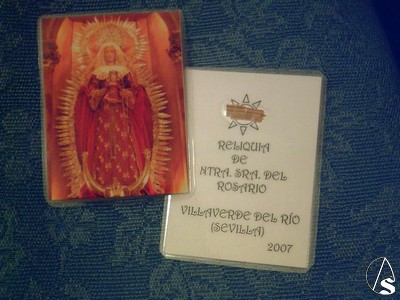 RELIQUIA
DE
NTRA. SRA. DEL
ROSARIO
VILLAVERDE DEL RÍO
(SEVILLA)
2007